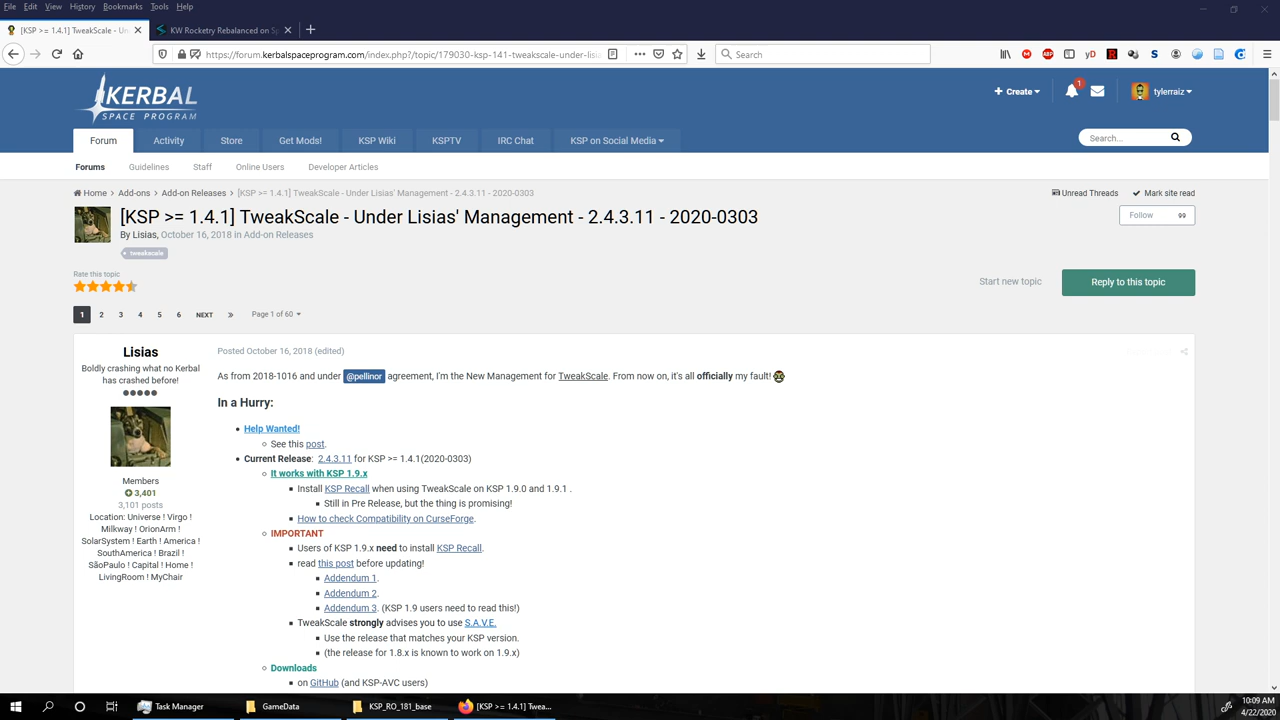 File Edit View History Bookmarks Tools Help
[KSP >= 1.4.1] TweakScale - Un
KW Rocketry Rebalanced on Sp
https://forum.kerbalspaceprogram.com/index.php?/topic/179030-ksp-141-tweakscale-under-lisia
Search
KERBAL
SPACE PROGRAM
Create
1
tylerraiz
Forum Activity Store Get Mods! KSP Wiki KSPTV IRC Chat KSP on Social Media
Search...
Forums Guidelines Staff Online Users Developer Articles
Home > Add-ons > Add-on Releases > [KSP >= 1.4.1] TweakScale - Under Lisias' Management - 2.4.3.11 - 2020-0303
Unread Threads Mark site read
[KSP >= 1.4.1] TweakScale - Under Lisias' Management - 2.4.3.11 - 2020-0303
Follow 99
By Lisias, October 16, 2018 in Add-on Releases
tweakscale
Rate this topic
Start new topic
Reply to this topic
1 2 3 4 5 6 NEXT » Page 1 of 60
Lisias
Boldly crashing what no Kerbal
has crashed before!
Members
3,401
3,101 posts
Location: Universe ! Virgo !
Milkway ! OrionArm !
SolarSystem ! Earth ! America !
SouthAmerica ! Brazil !
SãoPaulo ! Capital ! Home !
LivingRoom ! MyChair
Posted October 16, 2018 (edited)
As from 2018-1016 and under @pellinor agreement, I'm the New Management for TweakScale. From now on, it's all officially my fault!
In a Hurry:
Help Wanted!
See this post.
Current Release: 2.4.3.11 for KSP >= 1.4.1(2020-0303)
It works with KSP 1.9.x
Install KSP Recall when using TweakScale on KSP 1.9.0 and 1.9.1 .
Still in Pre Release, but the thing is promising!
How to check Compatibility on CurseForge.
IMPORTANT
Users of KSP 1.9.x need to install KSP Recall.
read this post before updating!
Addendum 1.
Addendum 2.
Addendum 3. (KSP 1.9 users need to read this!)
TweakScale strongly advises you to use S.A.V.E.
Use the release that matches your KSP version.
(the release for 1.8.x is known to work on 1.9.x)
Downloads
on GitHub (and KSP-AVC users)
Task Manager
GameData
KSP_RO_181_base
[KSP >= 1.4.1] Twea...
10:09 AM
4/22/2020